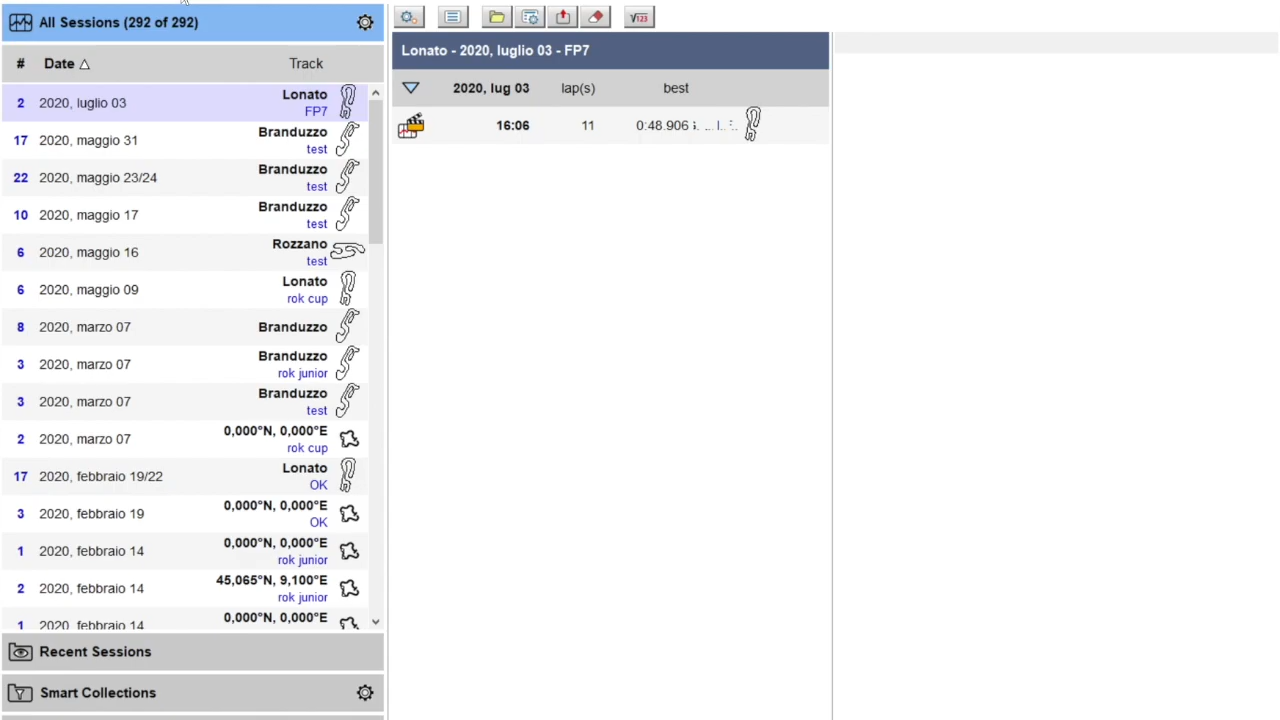 All Sessions (292 of 292)
# Date Track
2 2020, luglio 03 Lonato
FP7
17 2020, maggio 31 Branduzzo
test
22 2020, maggio 23/24 Branduzzo
test
10 2020, maggio 17 Branduzzo
test
6 2020, maggio 16 Rozzano
test
6 2020, maggio 09 Lonato
rok cup
8 2020, marzo 07 Branduzzo
3 2020, marzo 07 Branduzzo
rok junior
3 2020, marzo 07 Branduzzo
test
2 2020, marzo 07 0,000°N, 0,000°E
rok cup
17 2020, febbraio 19/22 Lonato
OK
3 2020, febbraio 19 0,000°N, 0,000°E
OK
1 2020, febbraio 14 0,000°N, 0,000°E
rok junior
2 2020, febbraio 14 45,065°N, 9,100°E
rok junior
1 2020, febbraio 14 0,000°N, 0,000°E
Recent Sessions
Smart Collections
√123
Lonato - 2020, luglio 03 - FP7
2020, lug 03 lap(s) best
16:06 11 0:48.906